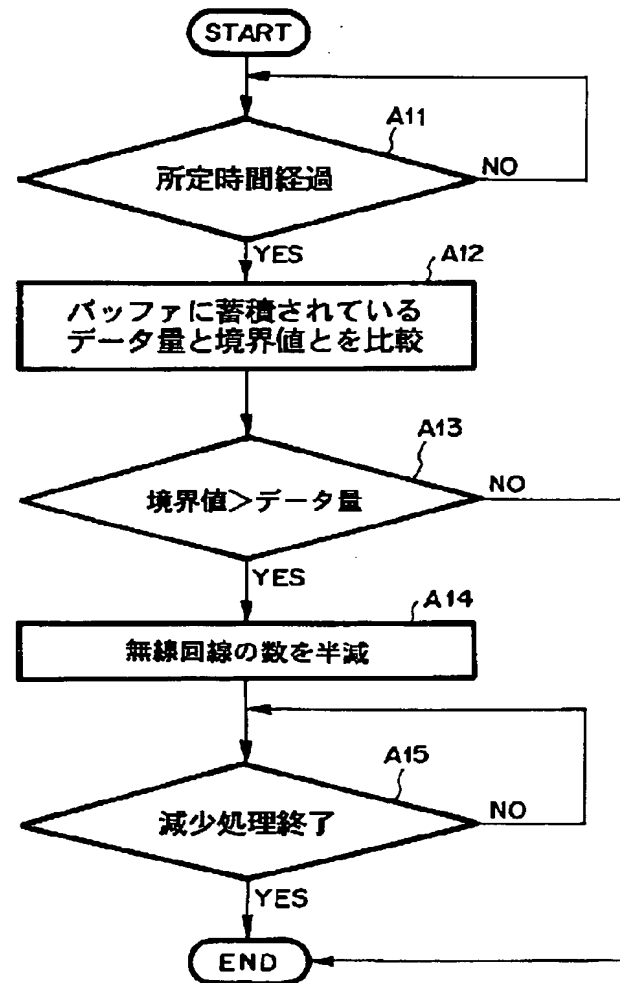 START
A11
所定時間経過
NO
YES
A12
バッファに蓄積されている
データ量と境界値とを比較
A13
境界値>データ量
NO
YES
A14
無線回線の数を半減
A15
減少処理終了
NO
YES
END